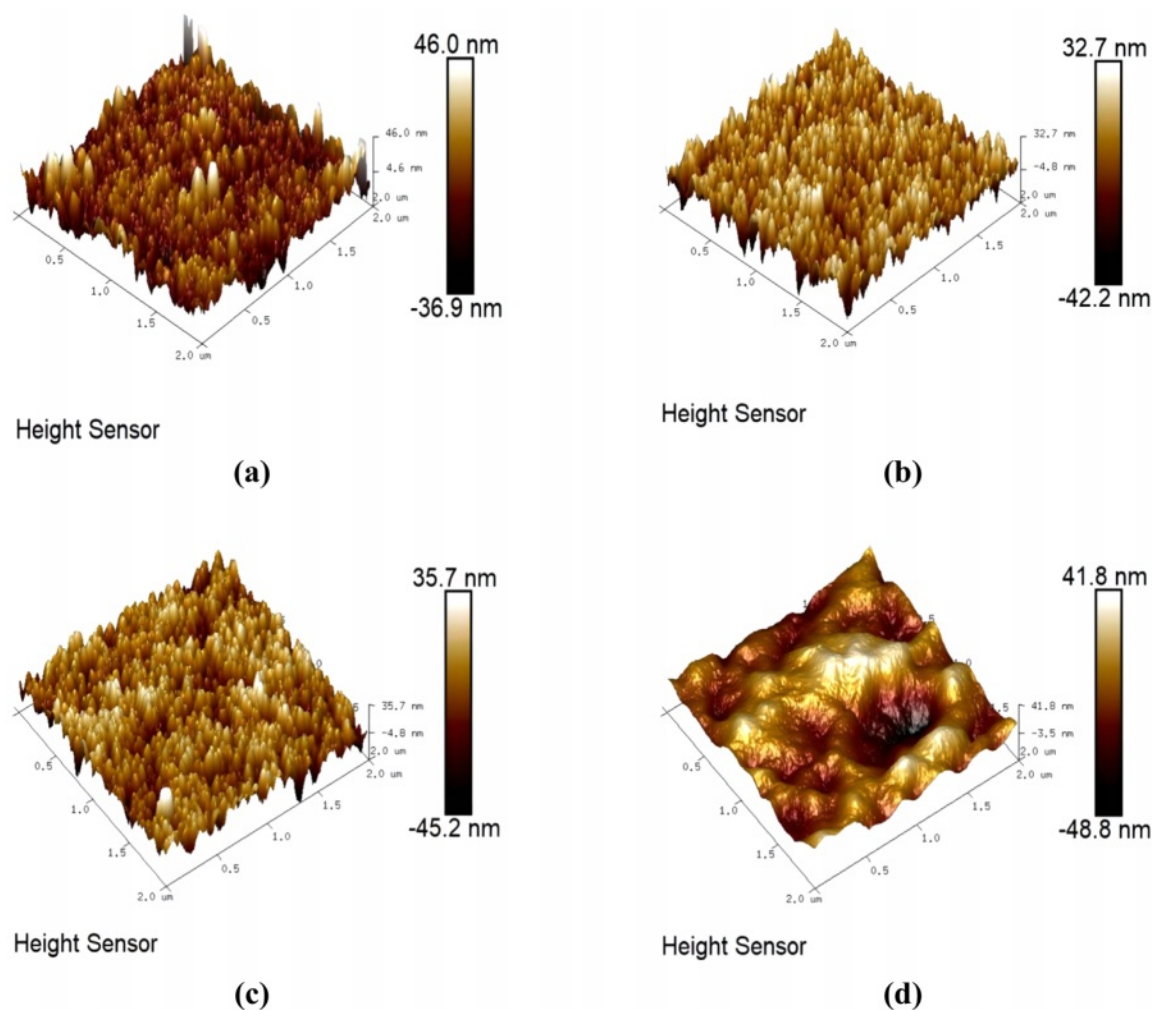 46.0 nm
46.0 nm
4.6 nm
2.0 um
2.0 um
0.5
1.0
1.5
2.0 um
0.5
1.0
1.5
-36.9 nm
Height Sensor
(a)
32.7 nm
32.7 nm
-4.8 nm
2.0 um
2.0 um
0.5
1.0
1.5
2.0 um
0.5
1.0
1.5
-42.2 nm
Height Sensor
(b)
35.7 nm
35.7 nm
-4.8 nm
2.0 um
2.0 um
0.5
1.0
1.5
2.0 um
0.5
1.0
1.5
-45.2 nm
Height Sensor
(c)
41.8 nm
41.8 nm
-3.5 nm
2.0 um
2.0 um
0.5
1.0
1.5
2.0 um
0.5
1.0
1.5
-48.8 nm
Height Sensor
(d)